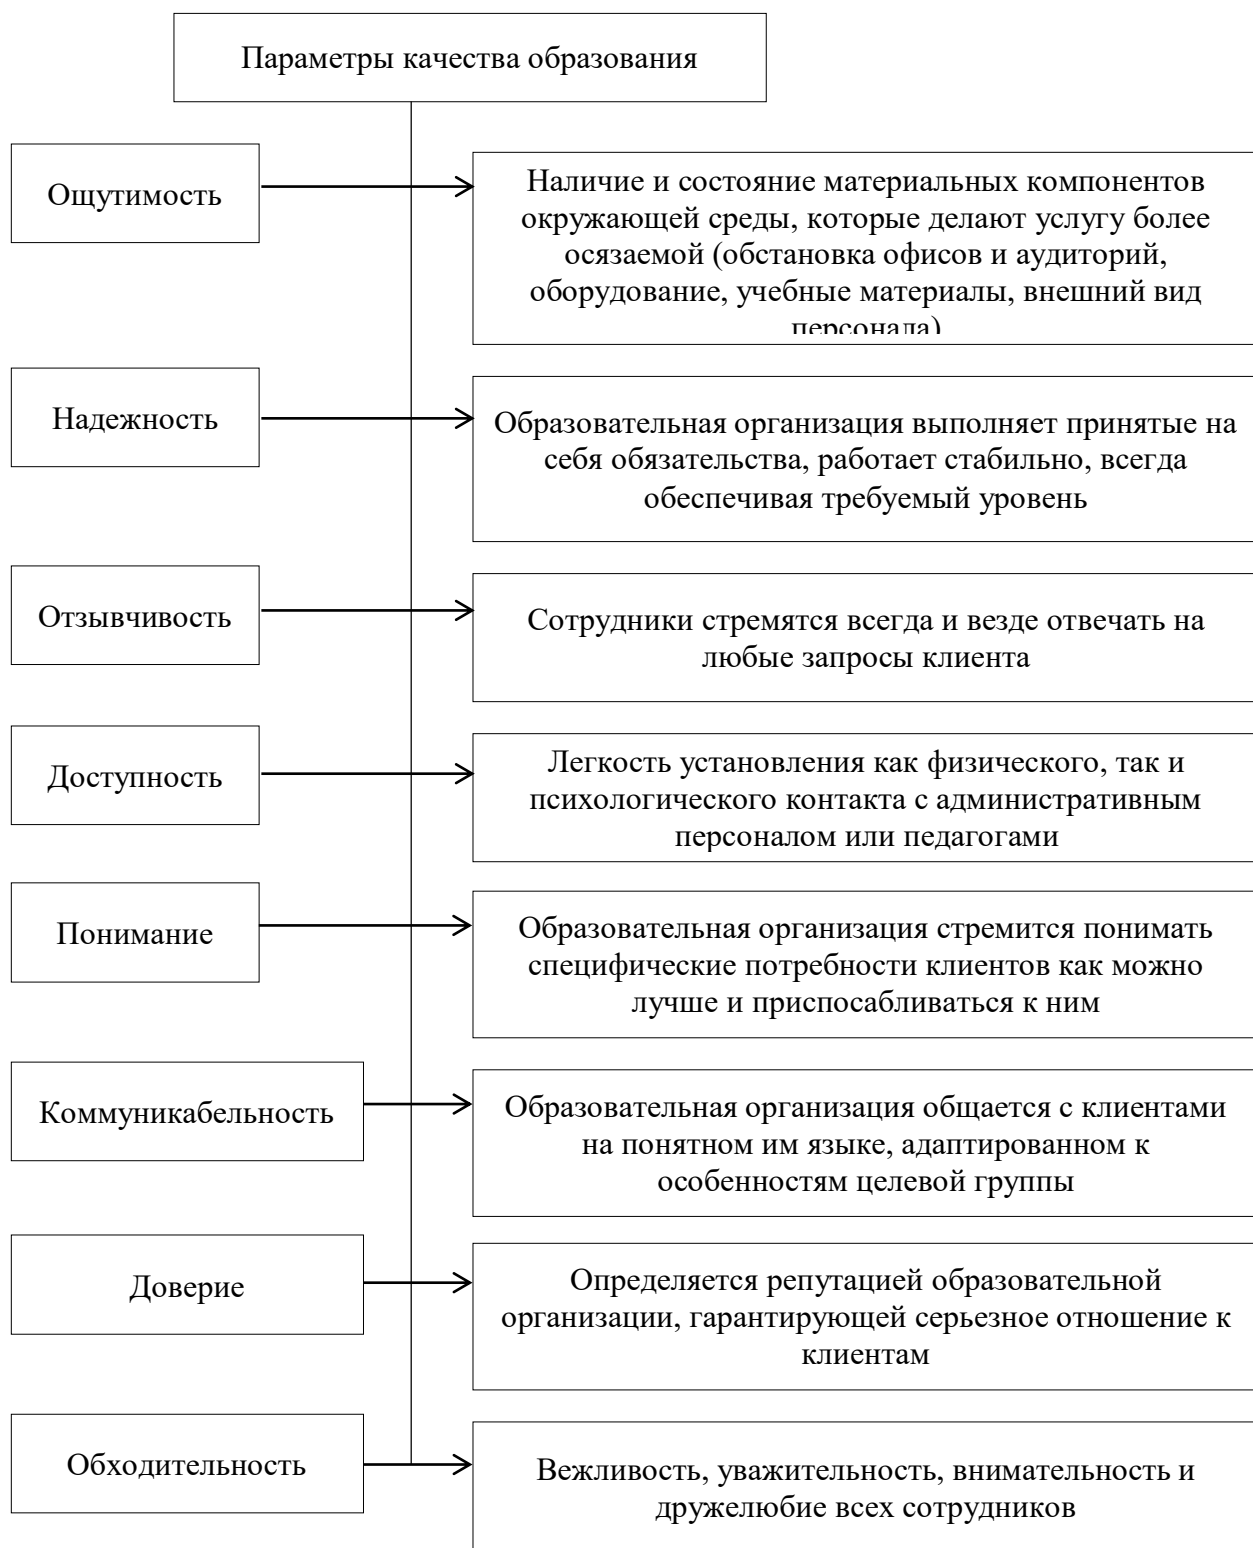 Параметры качества образования
Ощутимость
Наличие и состояние материальных компонентов
окружающей среды, которые делают услугу более
осязаемой (обстановка офисов и аудиторий,
оборудование, учебные материалы, внешний вид
персонала)
Надежность
Образовательная организация выполняет принятые на
себя обязательства, работает стабильно, всегда
обеспечивая требуемый уровень
Отзывчивость
Сотрудники стремятся всегда и везде отвечать на
любые запросы клиента
Доступность
Легкость установления как физического, так и
психологического контакта с административным
персоналом или педагогами
Понимание
Образовательная организация стремится понимать
специфические потребности клиентов как можно
лучше и приспосабливаться к ним
Коммуникабельность
Образовательная организация общается с клиентами
на понятном им языке, адаптированном к
особенностям целевой группы
Доверие
Определяется репутацией образовательной
организации, гарантирующей серьезное отношение к
клиентам
Обходительность
Вежливость, уважительность, внимательность и
дружелюбие всех сотрудников